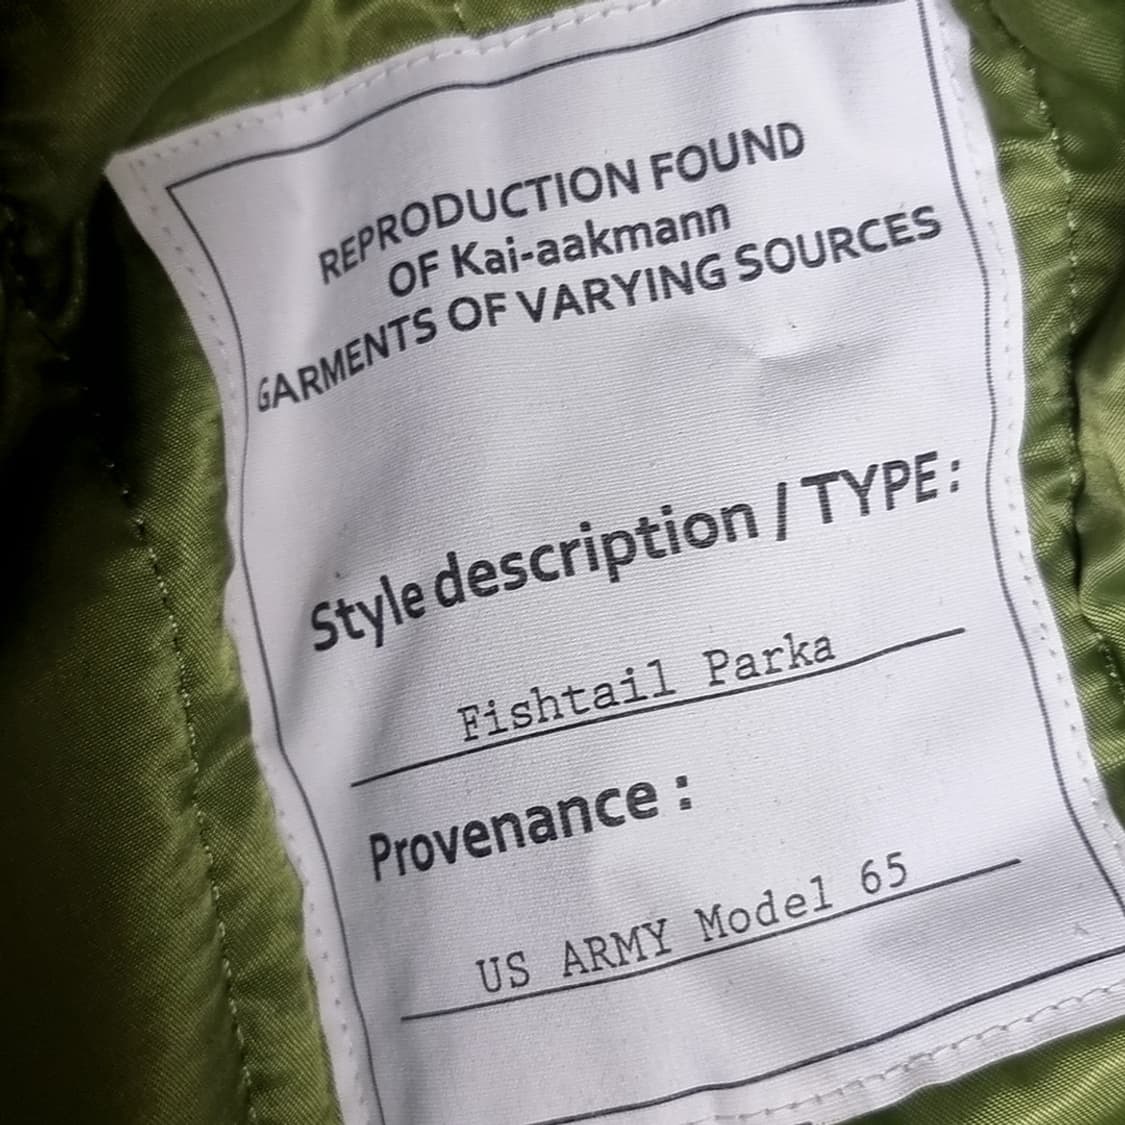 REPRODUCTION FOUND
OF Kai-aakmann
GARMENTS OF VARYING SOURCES
Style description / TYPE :
Fishtail Parka
Provenance :
US ARMY Model 65